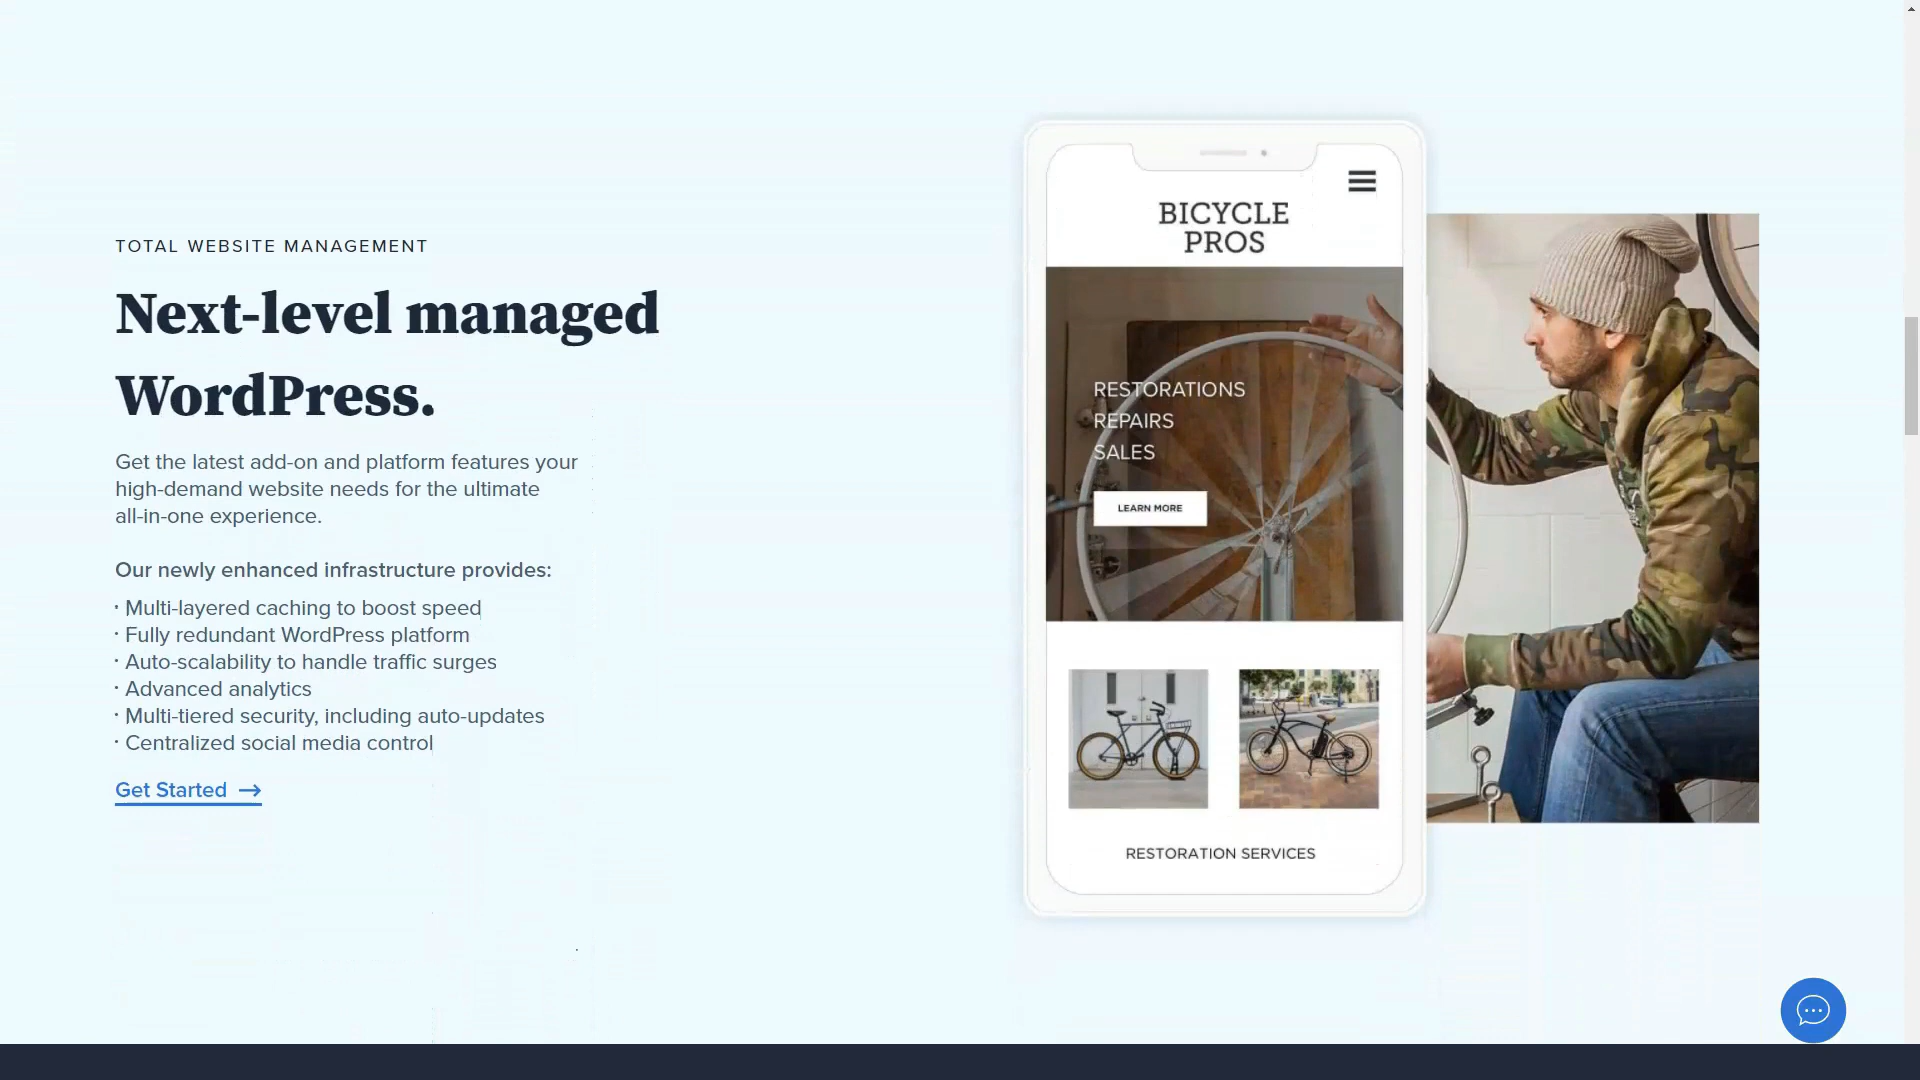 TOTAL WEBSITE MANAGEMENT
Next-level managed
WordPress.
Get the latest add-on and platform features your
high-demand website needs for the ultimate
all-in-one experience.
Our newly enhanced infrastructure provides:
· Multi-layered caching to boost speed
· Fully redundant WordPress platform
· Auto-scalability to handle traffic surges
· Advanced analytics
· Multi-tiered security, including auto-updates
· Centralized social media control
Get Started →
BICYCLE
PROS
RESTORATIONS
REPAIRS
SALES
LEARN MORE
RESTORATION SERVICES